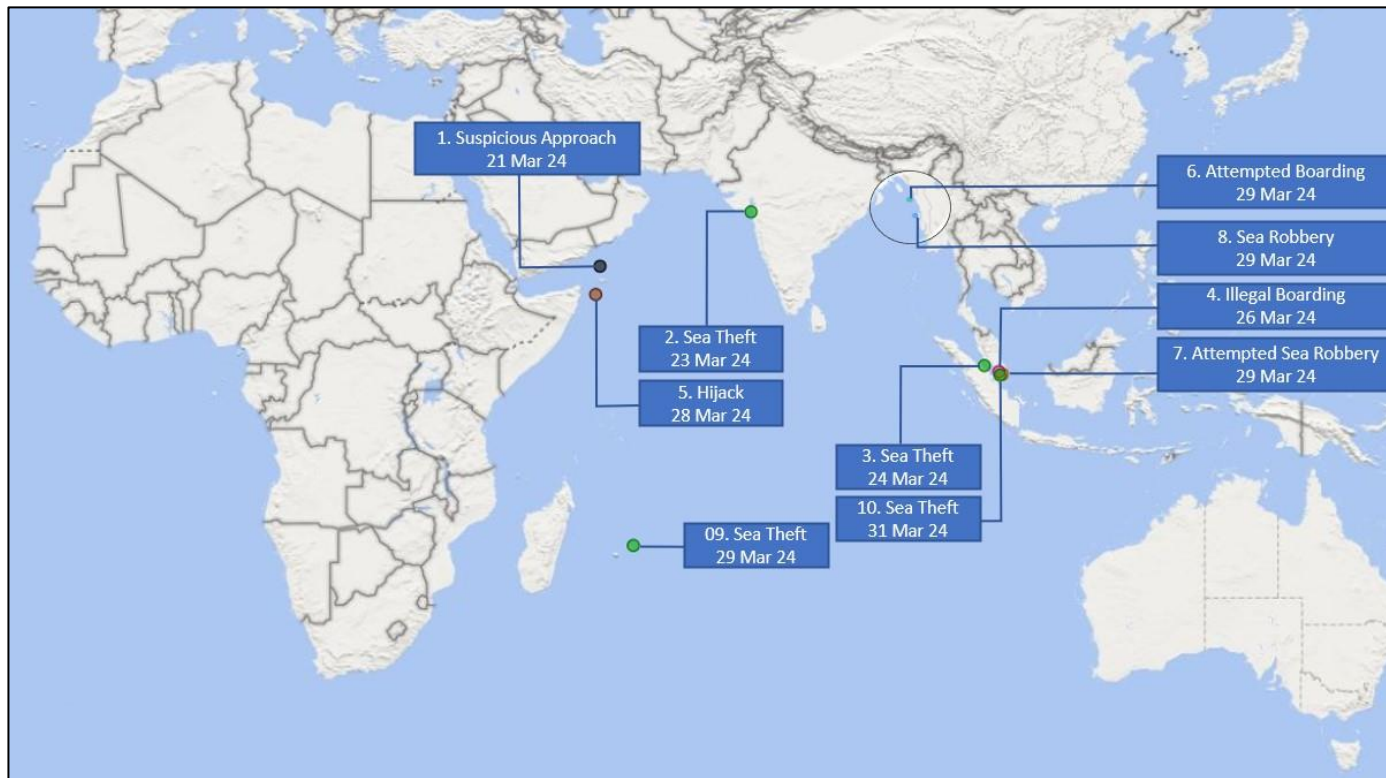 1. Suspicious Approach
21 Mar 24
6. Attempted Boarding
29 Mar 24
8. Sea Robbery
29 Mar 24
4. Illegal Boarding
26 Mar 24
2. Sea Theft
23 Mar 24
7. Attempted Sea Robbery
29 Mar 24
5. Hijack
28 Mar 24
3. Sea Theft
24 Mar 24
10. Sea Theft
31 Mar 24
09. Sea Theft
29 Mar 24